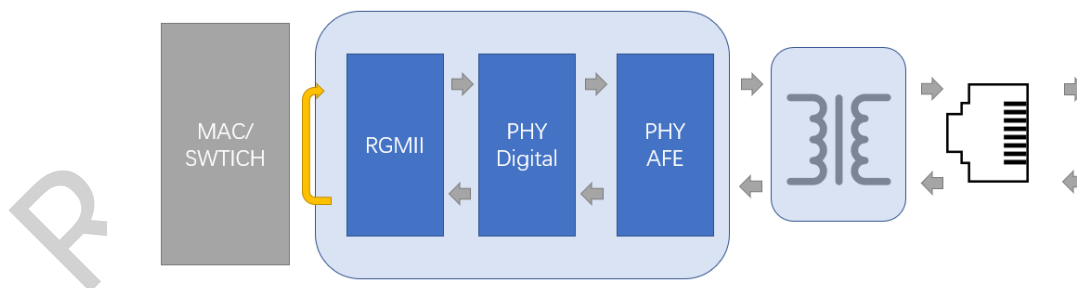 MAC/
SWTICH
RGMII
PHY
Digital
PHY
AFE
R